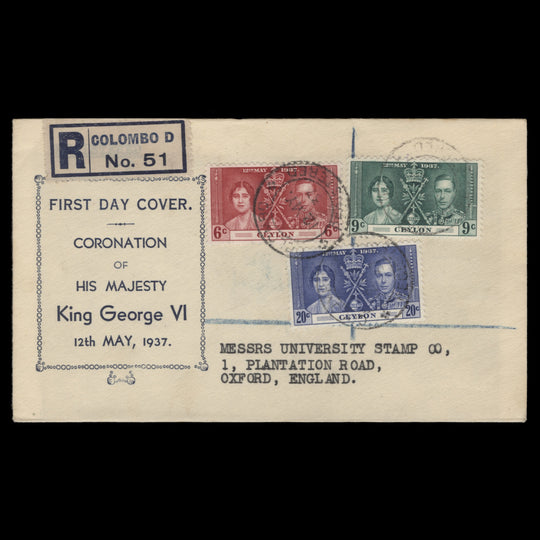 R COLOMBO D
No. 51
FIRST DAY COVER.
CORONATION
OF
HIS MAJESTY
King George VI
12th MAY, 1937.
12TH MAY 1937.
6c CEYLON 6c
12TH MAY 1937.
9c CEYLON 9c
12TH MAY 1937.
20c CEYLON 20c
MESSRS UNIVERSITY STAMP CO,
1, PLANTATION ROAD,
OXFORD, ENGLAND.